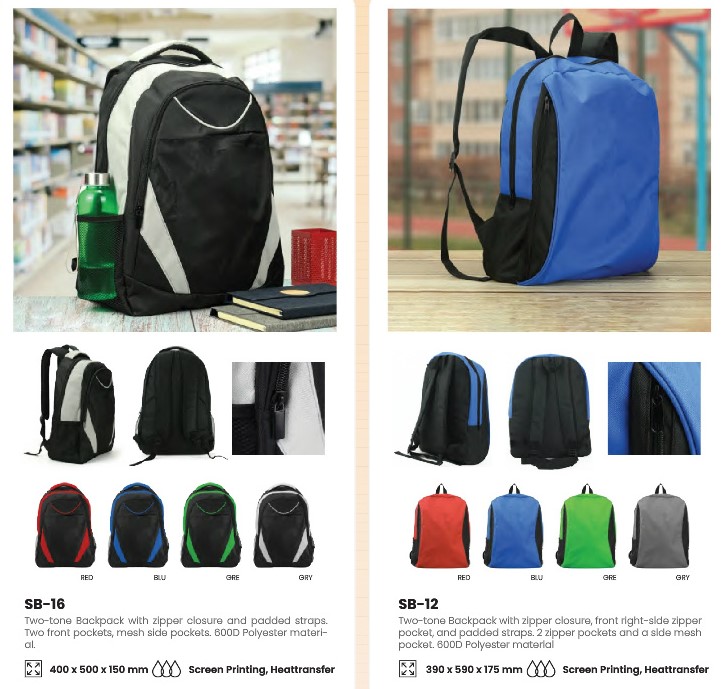 RED
BLU
GRE
GRY
SB-16
Two-tone Backpack with zipper closure and padded straps.
Two front pockets, mesh side pockets. 600D Polyester materi-
al.
400 x 500 x 150 mm
Screen Printing, Heattransfer
RED
BLU
GRE
GRY
SB-12
Two-tone Backpack with zipper closure, front right-side zipper
pocket, and padded straps. 2 zipper pockets and a side mesh
pocket. 600D Polyester material
390 x 590 x 175 mm
Screen Printing, Heattransfer